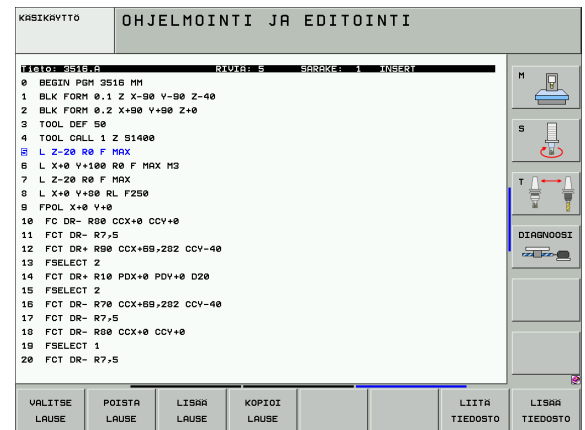 KÄSIKÄYTTÖ
OHJELMOINTI JA EDITOINTI
Tieto: 3516.A RIVIÄ: 5 SARAKE: 1 INSERT
0 BEGIN PGM 3516 MM
1 BLK FORM 0.1 Z X-90 Y-90 Z-40
2 BLK FORM 0.2 X+90 Y+90 Z+0
3 TOOL DEF 50
4 TOOL CALL 1 Z S1400
5 L Z-20 R0 F MAX
6 L X+0 Y+100 R0 F MAX M3
7 L Z-20 R0 F MAX
8 L X+0 Y+80 RL F250
9 FPOL X+0 Y+0
10 FC DR- R80 CCX+0 CCY+0
11 FCT DR- R7,5
12 FCT DR+ R90 CCX+69,282 CCY-40
13 FSELECT 2
14 FCT DR+ R10 PDX+0 PDY+0 D20
15 FSELECT 2
16 FCT DR- R70 CCX+69,282 CCY-40
17 FCT DR- R7,5
18 FCT DR- R80 CCX+0 CCY+0
19 FSELECT 1
20 FCT DR- R7,5
M
S
T
DIAGNOOSI
VALITSE LAUSE
POISTA LAUSE
LISÄÄ LAUSE
KOPIOI LAUSE
LIITÄ TIEDOSTO
LISÄÄ TIEDOSTO